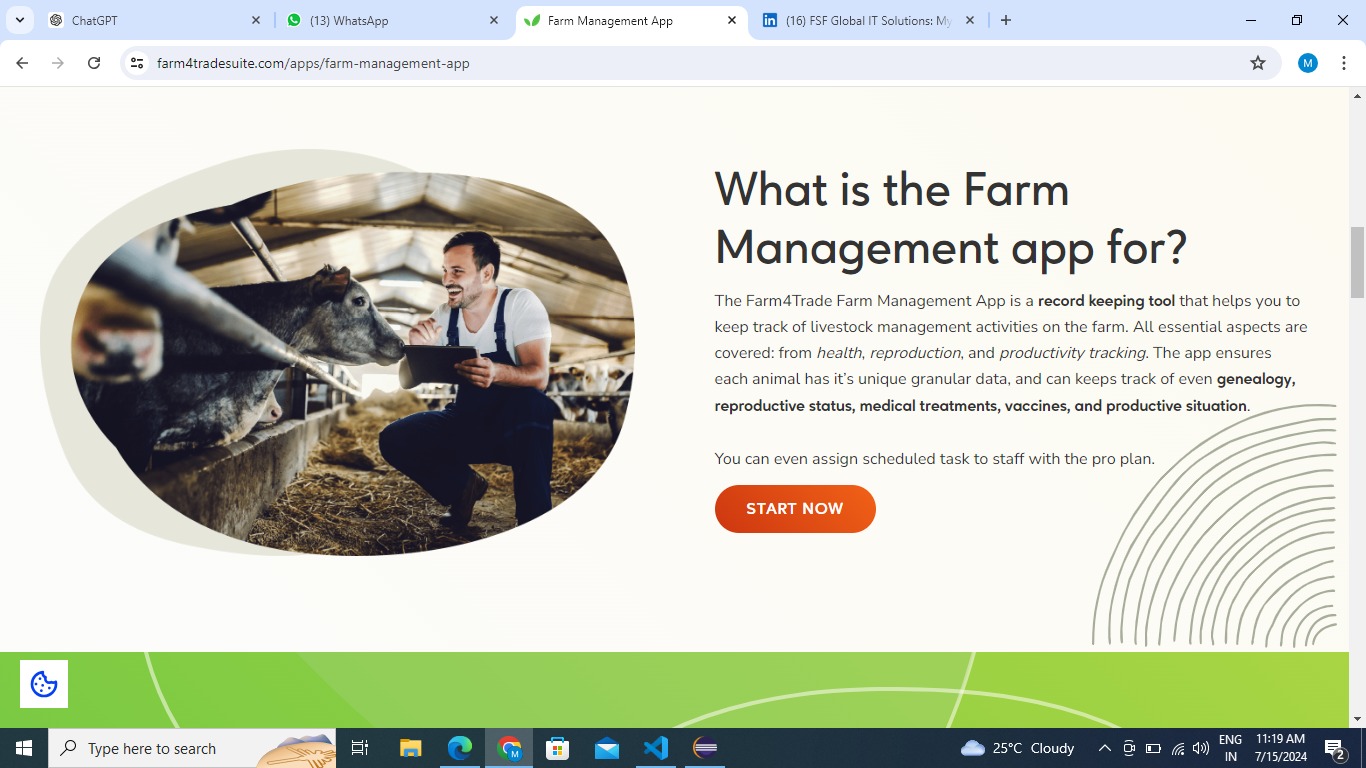 ChatGPT
(13) WhatsApp
Farm Management App
(16) FSF Global IT Solutions: My
farm4tradesuite.com/apps/farm-management-app
M
What is the Farm
Management app for?
The Farm4Trade Farm Management App is a record keeping tool that helps you to
keep track of livestock management activities on the farm. All essential aspects are
covered: from health, reproduction, and productivity tracking. The app ensures
each animal has it's unique granular data, and can keeps track of even genealogy,
reproductive status, medical treatments, vaccines, and productive situation.
You can even assign scheduled task to staff with the pro plan.
START NOW
Type here to search
25°C Cloudy
ENG
IN
11:19 AM
7/15/2024
2